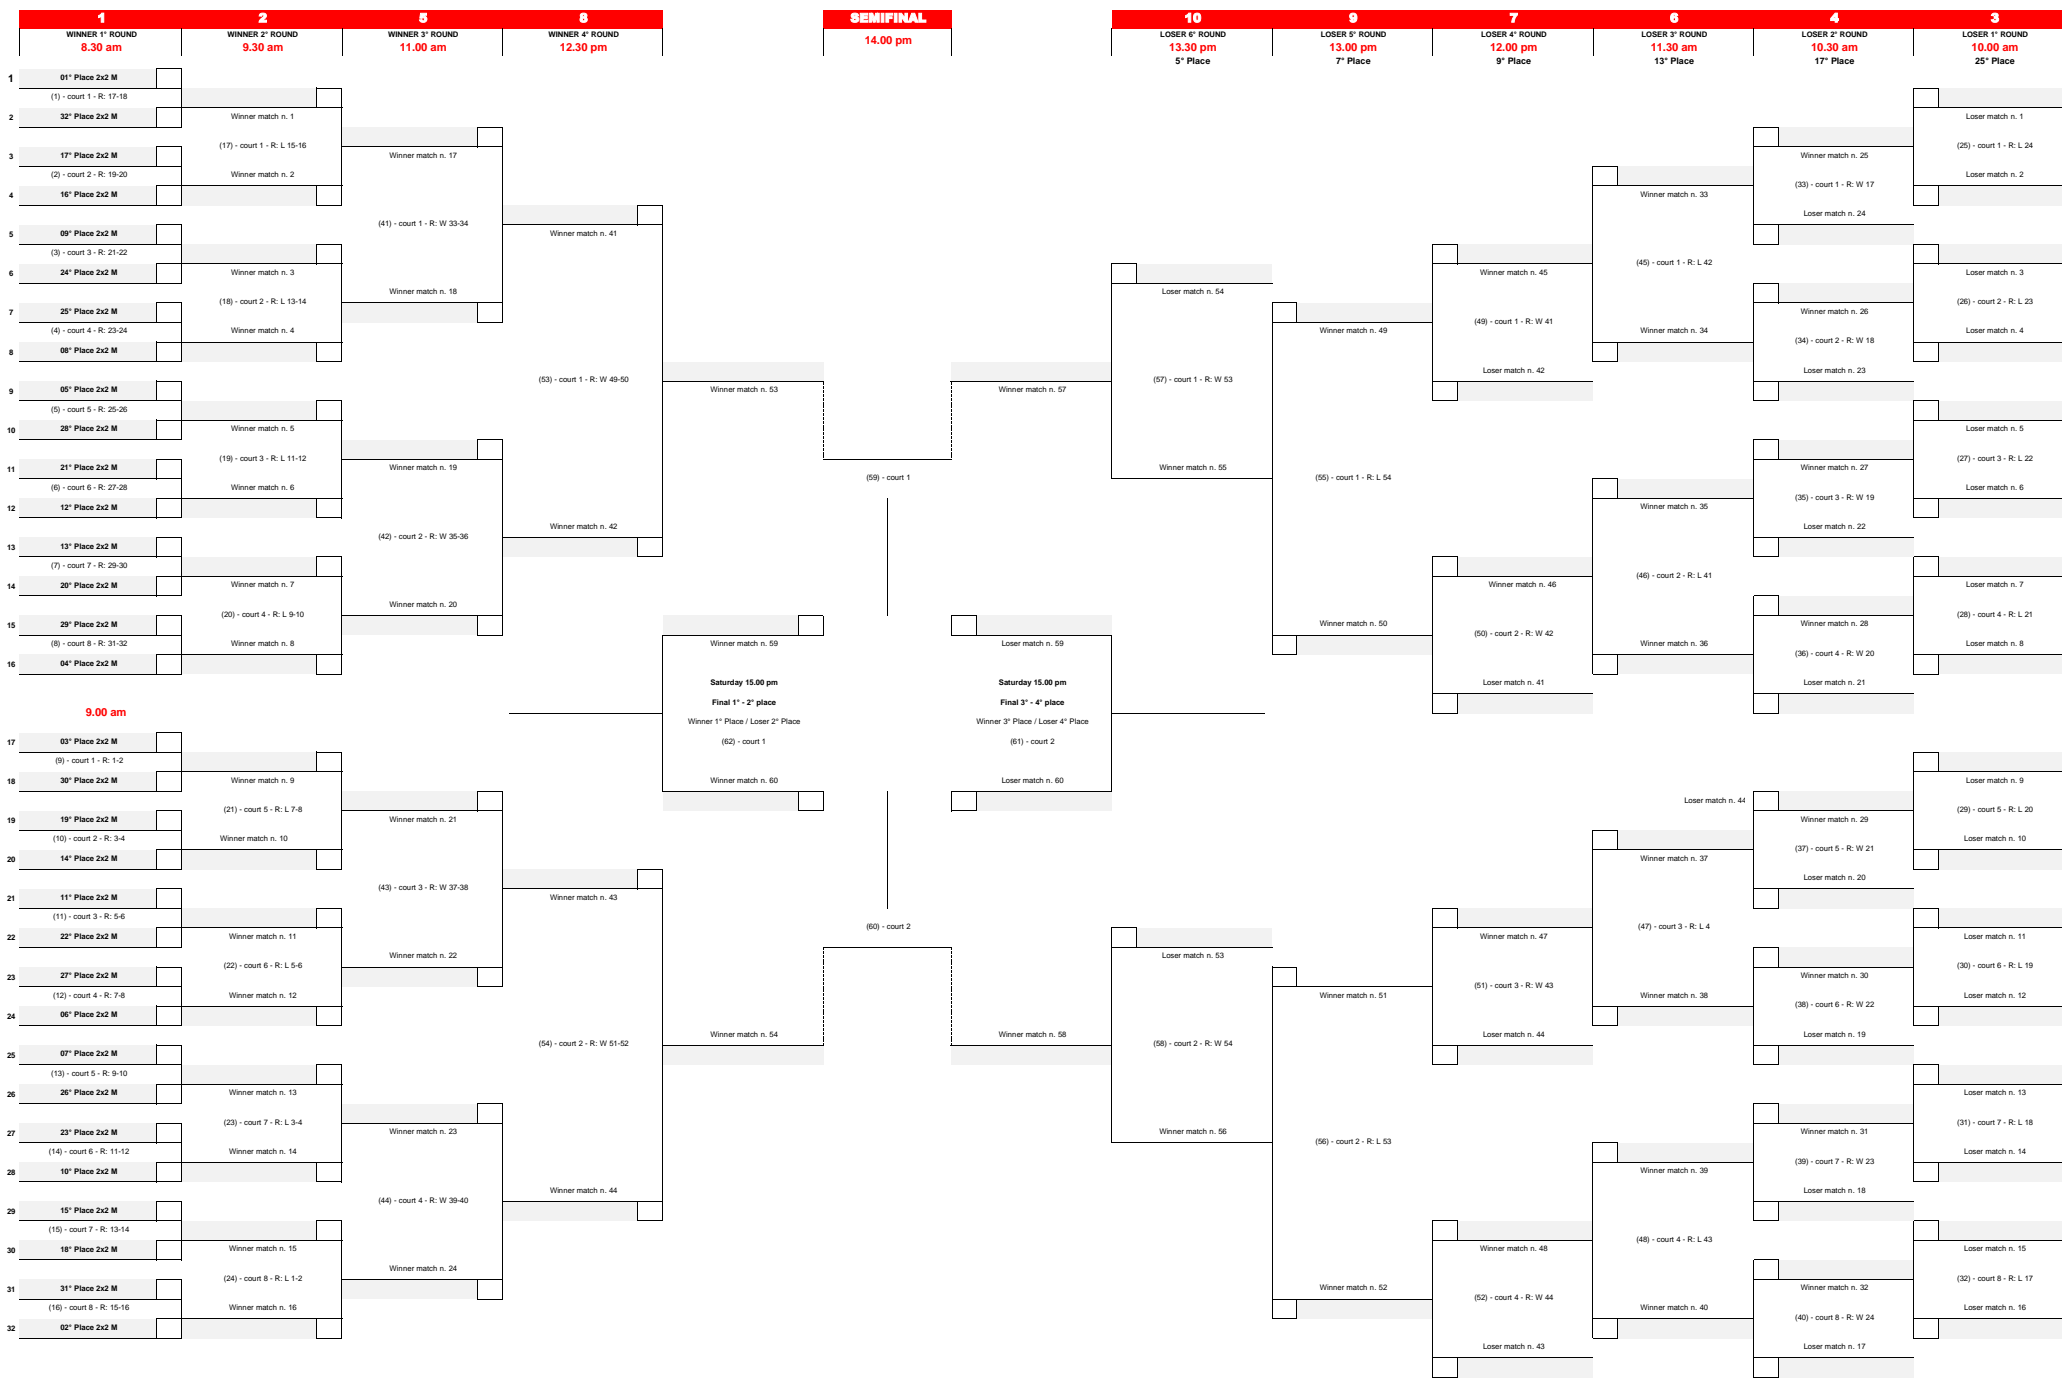 1 2 5 8 SEMIFINAL 10 9 7 6 4 3
WINNER 1° ROUND WINNER 2° ROUND WINNER 3° ROUND WINNER 4° ROUND LOSER 6° ROUND LOSER 5° ROUND LOSER 4° ROUND LOSER 3° ROUND LOSER 2° ROUND LOSER 1° ROUND
8.30 am 9.30 am 11.00 am 12.30 pm 14.00 pm 13.30 pm 13.00 pm 12.00 pm 11.30 am 10.30 am 10.00 am
5° Place 7° Place 9° Place 13° Place 17° Place 25° Place
1 01° Place 2x2 M
(1) - court 1 - R: 17-18
2 32° Place 2x2 M Winner match n. 1 Loser match n. 1
(17) - court 1 - R: L 15-16 (25) - court 1 - R: L 24
3 17° Place 2x2 M Winner match n. 17 Winner match n. 25
(2) - court 2 - R: 19-20 Winner match n. 2 Loser match n. 2
(33) - court 1 - R: W 17
4 16° Place 2x2 M Winner match n. 33
Loser match n. 24
(41) - court 1 - R: W 33-34
5 09° Place 2x2 M Winner match n. 41
(3) - court 3 - R: 21-22
(45) - court 1 - R: L 42
6 24° Place 2x2 M Winner match n. 3 Winner match n. 45 Loser match n. 3
Winner match n. 18 Loser match n. 54
(18) - court 2 - R: L 13-14 (26) - court 2 - R: L 23
7 25° Place 2x2 M Winner match n. 26
(49) - court 1 - R: W 41
(4) - court 4 - R: 23-24 Winner match n. 4 Winner match n. 49 Winner match n. 34 Loser match n. 4
(34) - court 2 - R: W 18
8 08° Place 2x2 M
Loser match n. 42 Loser match n. 23
(53) - court 1 - R: W 49-50 (57) - court 1 - R: W 53
9 05° Place 2x2 M Winner match n. 53 Winner match n. 57
(5) - court 5 - R: 25-26
10 28° Place 2x2 M Winner match n. 5 Loser match n. 5
(19) - court 3 - R: L 11-12 (27) - court 3 - R: L 22
11 21° Place 2x2 M Winner match n. 19 Winner match n. 55 Winner match n. 27
(59) - court 1 (55) - court 1 - R: L 54
(6) - court 6 - R: 27-28 Winner match n. 6 Loser match n. 6
(35) - court 3 - R: W 19
12 12° Place 2x2 M Winner match n. 35
Winner match n. 42 Loser match n. 22
(42) - court 2 - R: W 35-36
13 13° Place 2x2 M
(7) - court 7 - R: 29-30
(46) - court 2 - R: L 41
14 20° Place 2x2 M Winner match n. 7 Winner match n. 46 Loser match n. 7
Winner match n. 20
(20) - court 4 - R: L 9-10 (28) - court 4 - R: L 21
15 29° Place 2x2 M Winner match n. 50 Winner match n. 28
(50) - court 2 - R: W 42
(8) - court 8 - R: 31-32 Winner match n. 8 Winner match n. 59 Loser match n. 59 Winner match n. 36 Loser match n. 8
(36) - court 4 - R: W 20
16 04° Place 2x2 M
Saturday 15.00 pm Saturday 15.00 pm Loser match n. 41 Loser match n. 21
Final 1° - 2° place Final 3° - 4° place
9.00 am
Winner 1° Place / Loser 2° Place Winner 3° Place / Loser 4° Place
17 03° Place 2x2 M (62) - court 1 (61) - court 2
(9) - court 1 - R: 1-2
18 30° Place 2x2 M Winner match n. 9 Winner match n. 60 Loser match n. 60 Loser match n. 9
Loser match n. 44
(21) - court 5 - R: L 7-8 (29) - court 5 - R: L 20
19 19° Place 2x2 M Winner match n. 21 Winner match n. 29
(10) - court 2 - R: 3-4 Winner match n. 10 Loser match n. 10
(37) - court 5 - R: W 21
20 14° Place 2x2 M Winner match n. 37
Loser match n. 20
(43) - court 3 - R: W 37-38
21 11° Place 2x2 M Winner match n. 43
(11) - court 3 - R: 5-6
(60) - court 2 (47) - court 3 - R: L 4
22 22° Place 2x2 M Winner match n. 11 Winner match n. 47 Loser match n. 11
Winner match n. 22 Loser match n. 53
(22) - court 6 - R: L 5-6 (30) - court 6 - R: L 19
23 27° Place 2x2 M Winner match n. 30
(51) - court 3 - R: W 43
(12) - court 4 - R: 7-8 Winner match n. 12 Winner match n. 51 Winner match n. 38 Loser match n. 12
(38) - court 6 - R: W 22
24 06° Place 2x2 M
Winner match n. 54 Winner match n. 58 Loser match n. 44 Loser match n. 19
(54) - court 2 - R: W 51-52 (58) - court 2 - R: W 54
25 07° Place 2x2 M
(13) - court 5 - R: 9-10
26 26° Place 2x2 M Winner match n. 13 Loser match n. 13
(23) - court 7 - R: L 3-4 (31) - court 7 - R: L 18
27 23° Place 2x2 M Winner match n. 23 Winner match n. 56 Winner match n. 31
(56) - court 2 - R: L 53
(14) - court 6 - R: 11-12 Winner match n. 14 Loser match n. 14
(39) - court 7 - R: W 23
28 10° Place 2x2 M Winner match n. 39
Winner match n. 44 Loser match n. 18
(44) - court 4 - R: W 39-40
29 15° Place 2x2 M
(15) - court 7 - R: 13-14
(48) - court 4 - R: L 43
30 18° Place 2x2 M Winner match n. 15 Winner match n. 48 Loser match n. 15
Winner match n. 24
(24) - court 8 - R: L 1-2 (32) - court 8 - R: L 17
31 31° Place 2x2 M Winner match n. 52 Winner match n. 32
(52) - court 4 - R: W 44
(16) - court 8 - R: 15-16 Winner match n. 16 Winner match n. 40 Loser match n. 16
(40) - court 8 - R: W 24
32 02° Place 2x2 M
Loser match n. 43 Loser match n. 17